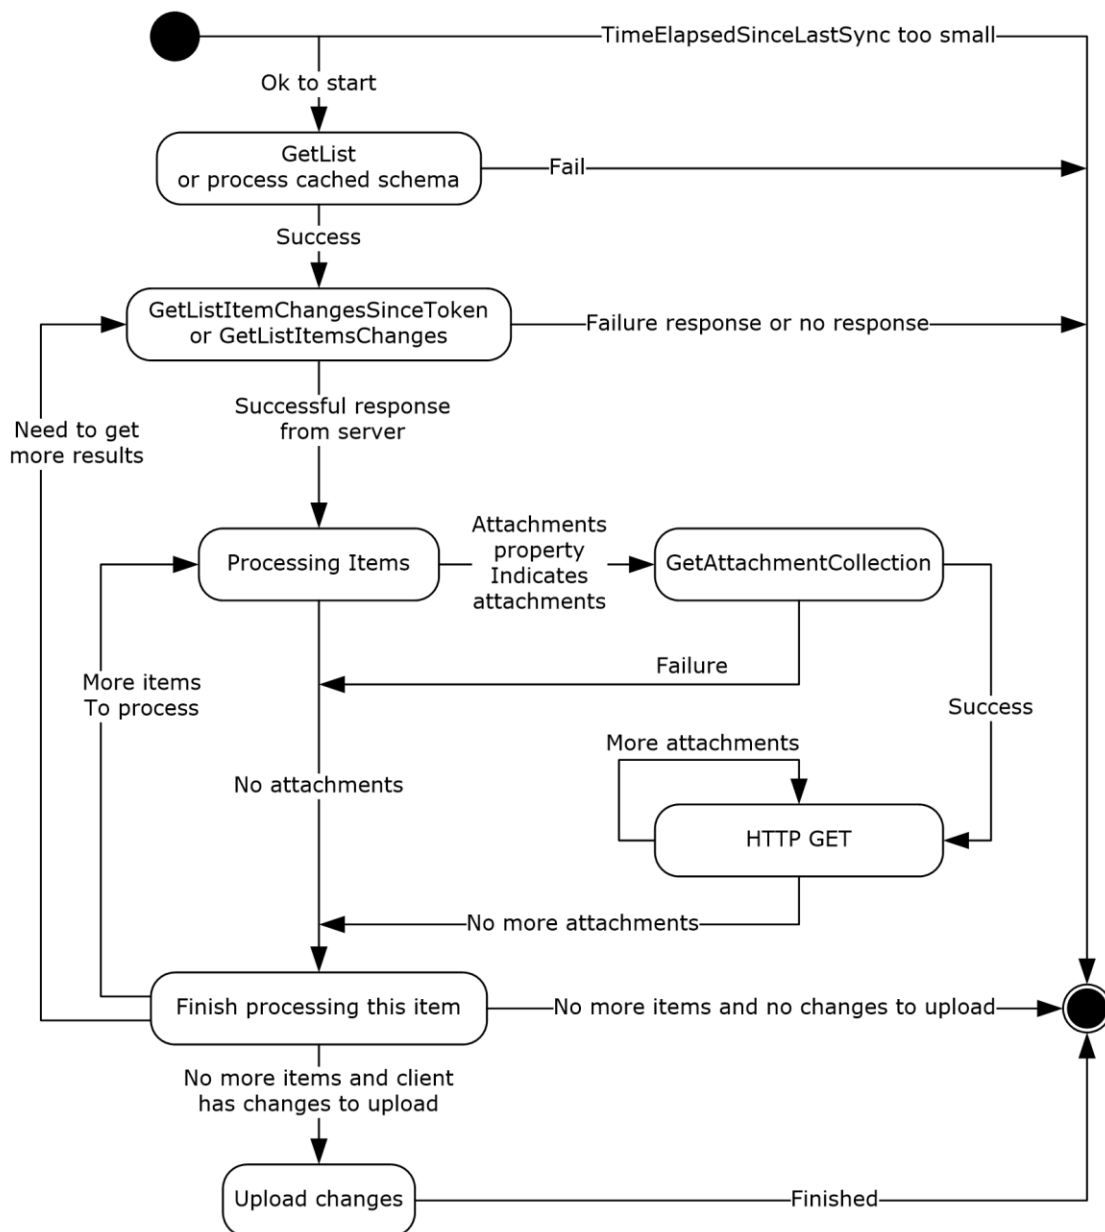 TimeElapsedSinceLastSync too small
Ok to start
GetList
or process cached schema
Fail
Success
GetListItemChangesSinceToken
or GetListItemsChanges
Failure response or no response
Successful response
from server
Need to get
more results
Processing Items
Attachments
property
Indicates
attachments
GetAttachmentCollection
Failure
More items
To process
Success
More attachments
No attachments
HTTP GET
No more attachments
Finish processing this item
No more items and no changes to upload
No more items and client
has changes to upload
Upload changes
Finished